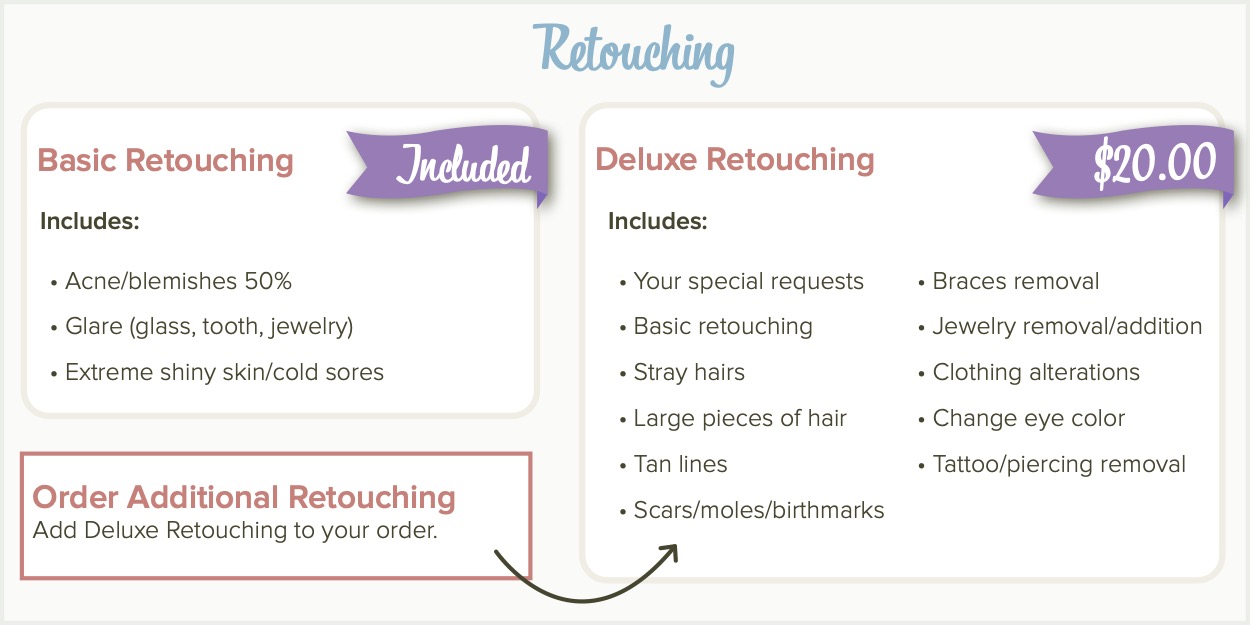 Retouching
Basic Retouching
Included
Includes:
• Acne/blemishes 50%
• Glare (glass, tooth, jewelry)
• Extreme shiny skin/cold sores
Order Additional Retouching
Add Deluxe Retouching to your order.
Deluxe Retouching
$20.00
Includes:
• Your special requests
• Basic retouching
• Stray hairs
• Large pieces of hair
• Tan lines
• Scars/moles/birthmarks
• Braces removal
• Jewelry removal/addition
• Clothing alterations
• Change eye color
• Tattoo/piercing removal